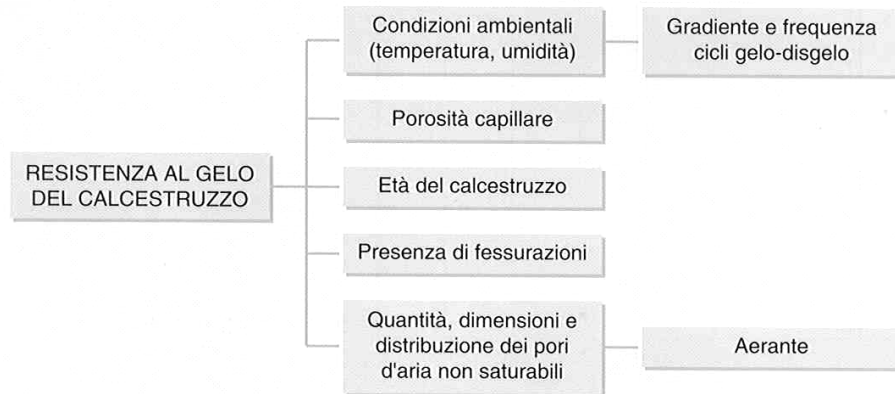 RESISTENZA AL GELO
DEL CALCESTRUZZO
Condizioni ambientali
(temperatura, umidità)
Gradiente e frequenza
cicli gelo-disgelo
Porosità capillare
Età del calcestruzzo
Presenza di fessurazioni
Quantità, dimensioni e
distribuzione dei pori
d'aria non saturabili
Aerante